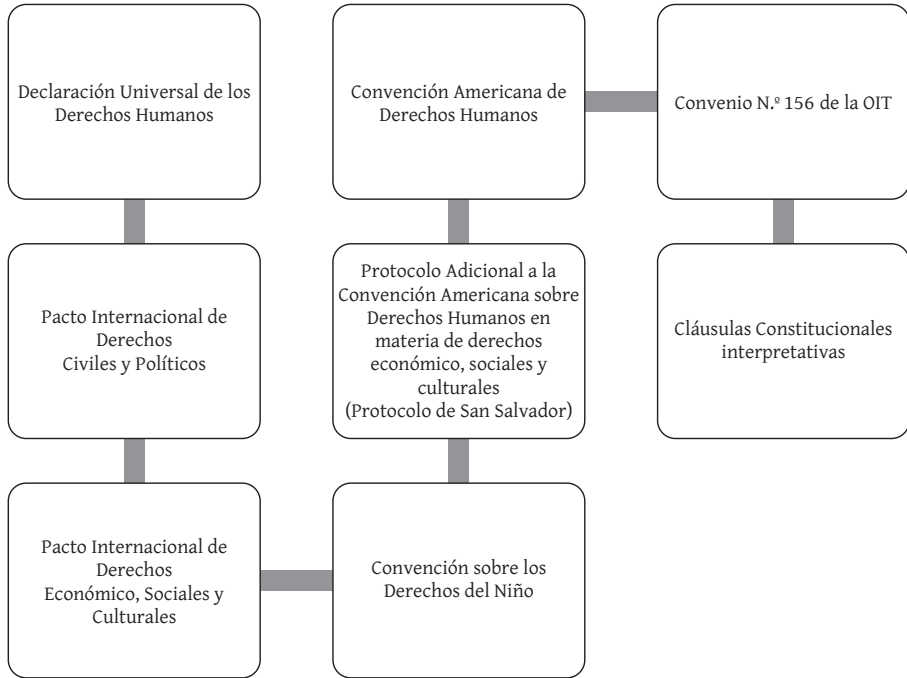 Declaración Universal de los
Derechos Humanos
Pacto Internacional de
Derechos
Civiles y Políticos
Pacto Internacional de
Derechos
Económico, Sociales y
Culturales
Convención sobre los
Derechos del Niño
Protocolo Adicional a la
Convención Americana sobre
Derechos Humanos en
materia de derechos
económico, sociales y
culturales
(Protocolo de San Salvador)
Convención Americana de
Derechos Humanos
Convenio N.º 156 de la OIT
Cláusulas Constitucionales
interpretativas